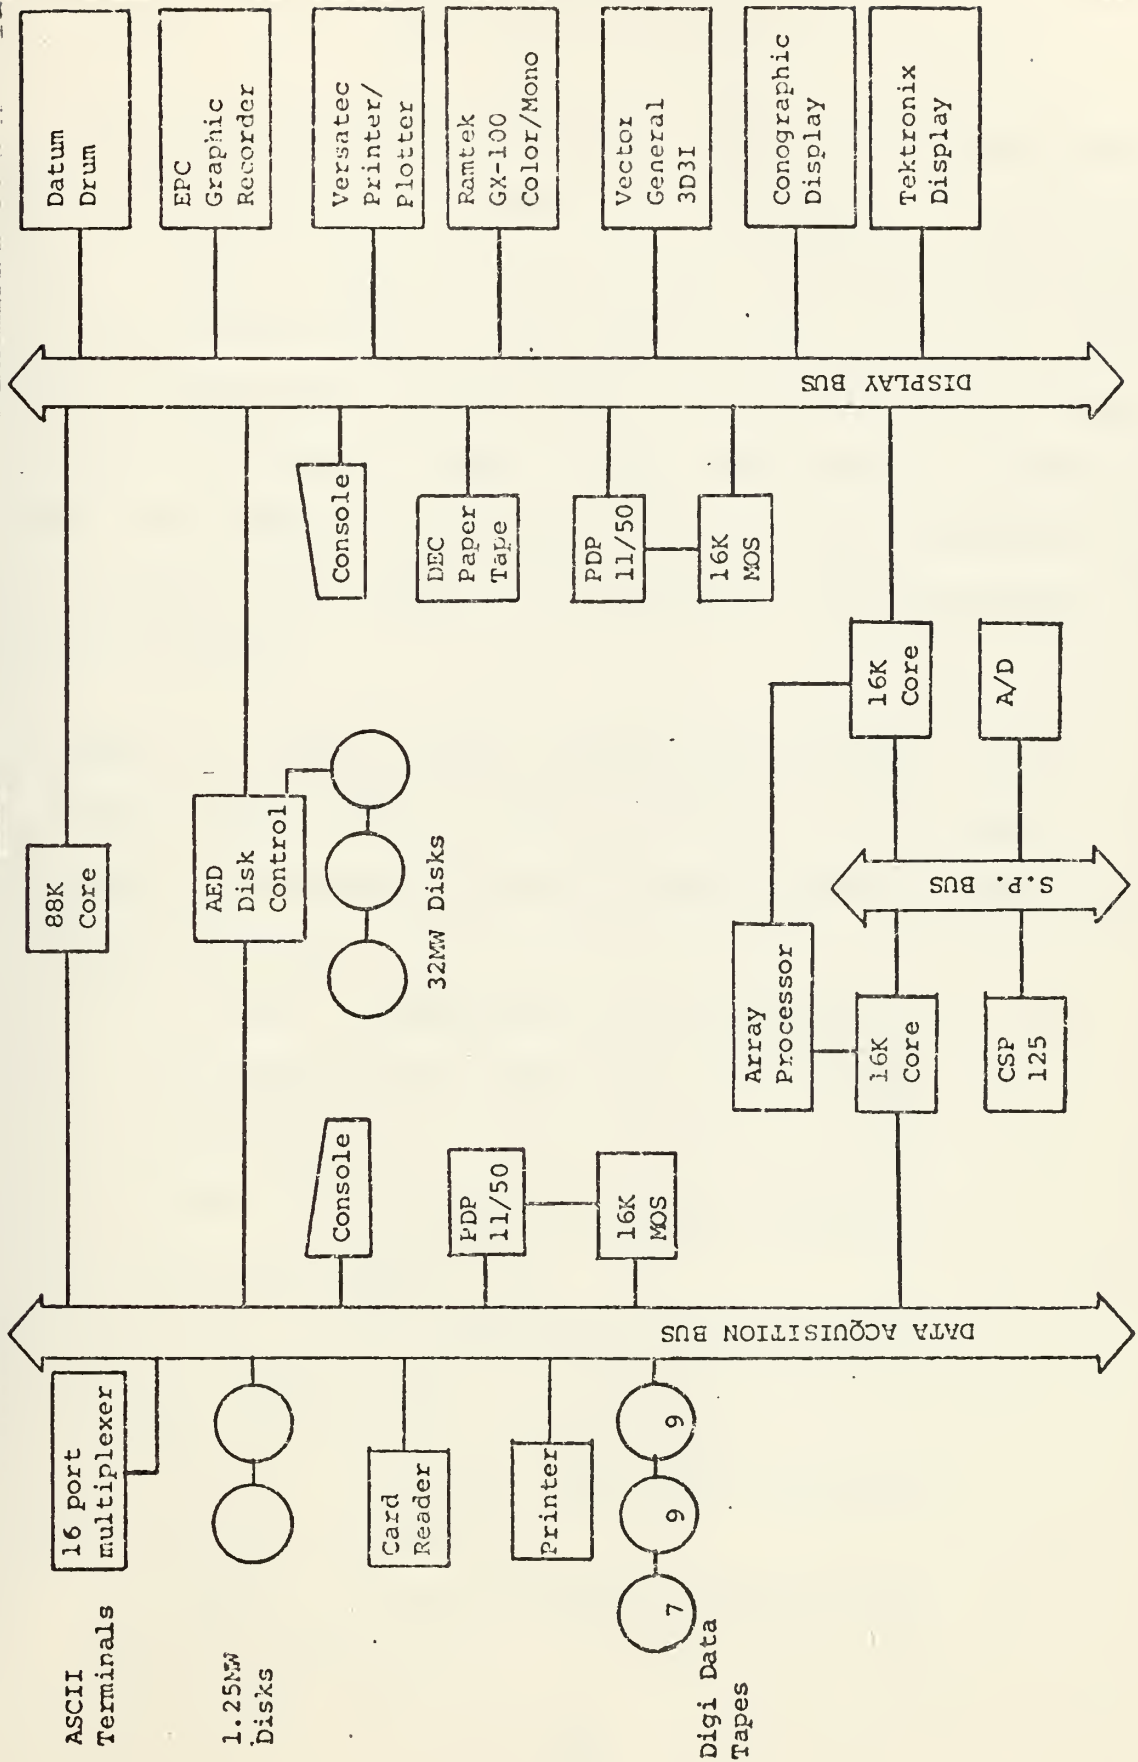 ASCII
Terminals
16 port
multiplexer
1.25MW
Disks
Card
Reader
Printer
Digi Data
Tapes
7
9
9
DATA ACQUISITION BUS
Console
PDP
11/50
16K
MOS
88K
Core
AED
Disk
Control
32MW Disks
Array
Processor
16K
Core
CSP
125
S.P. BUS
16K
Core
A/D
Console
DEC
Paper
Tape
PDP
11/50
16K
MOS
DISPLAY BUS
Datum
Drum
EPC
Graphic
Recorder
Versatec
Printer/
Plotter
Ramtek
GX-100
Color/Mono
Vector
General
3D3I
Conographic
Display
Tektronix
Display